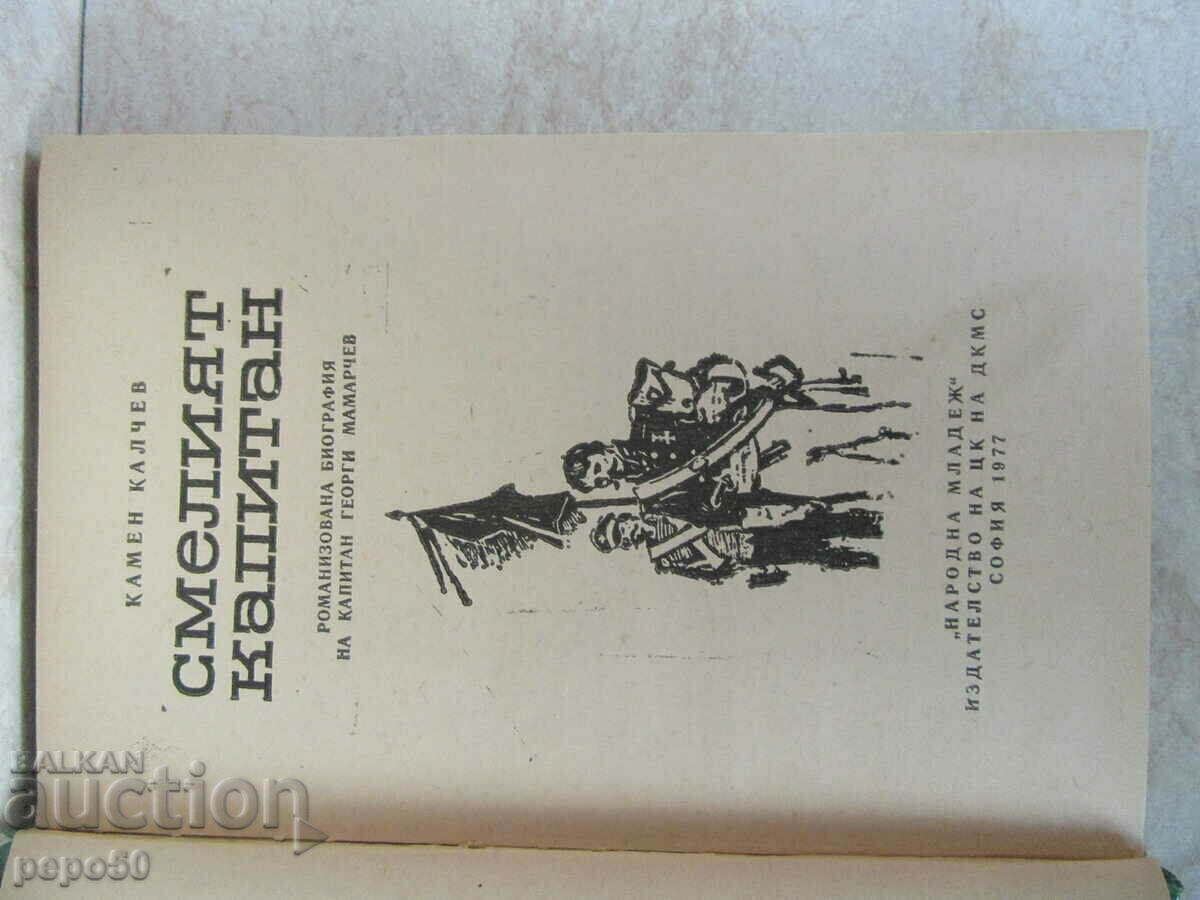 КАМЕН КАЛЧЕВ
СМЕЛИЯТ
КАПИТАН
РОМАНИЗОВАНА БИОГРАФИЯ
НА КАПИТАН ГЕОРГИ МАМАРЧЕВ
„НАРОДНА МЛАДЕЖ"
ИЗДАТЕЛСТВО НА ЦК НА ДКМС
СОФИЯ 1977
BALKAN
auction
pepo50